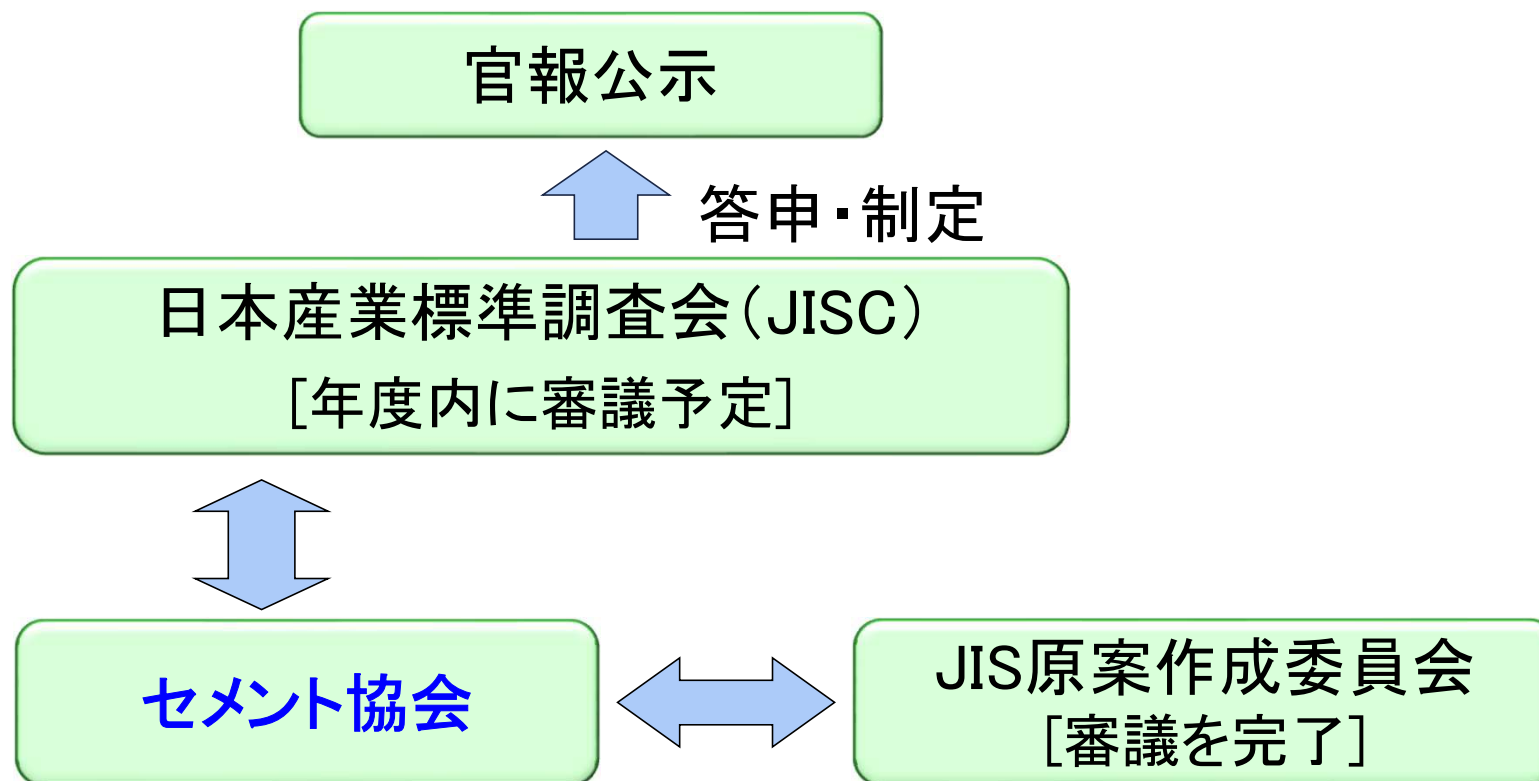 官報公示
答申・制定
日本産業標準調査会（JISC）
[年度内に審議予定]
セメント協会
JIS原案作成委員会
[審議を完了]